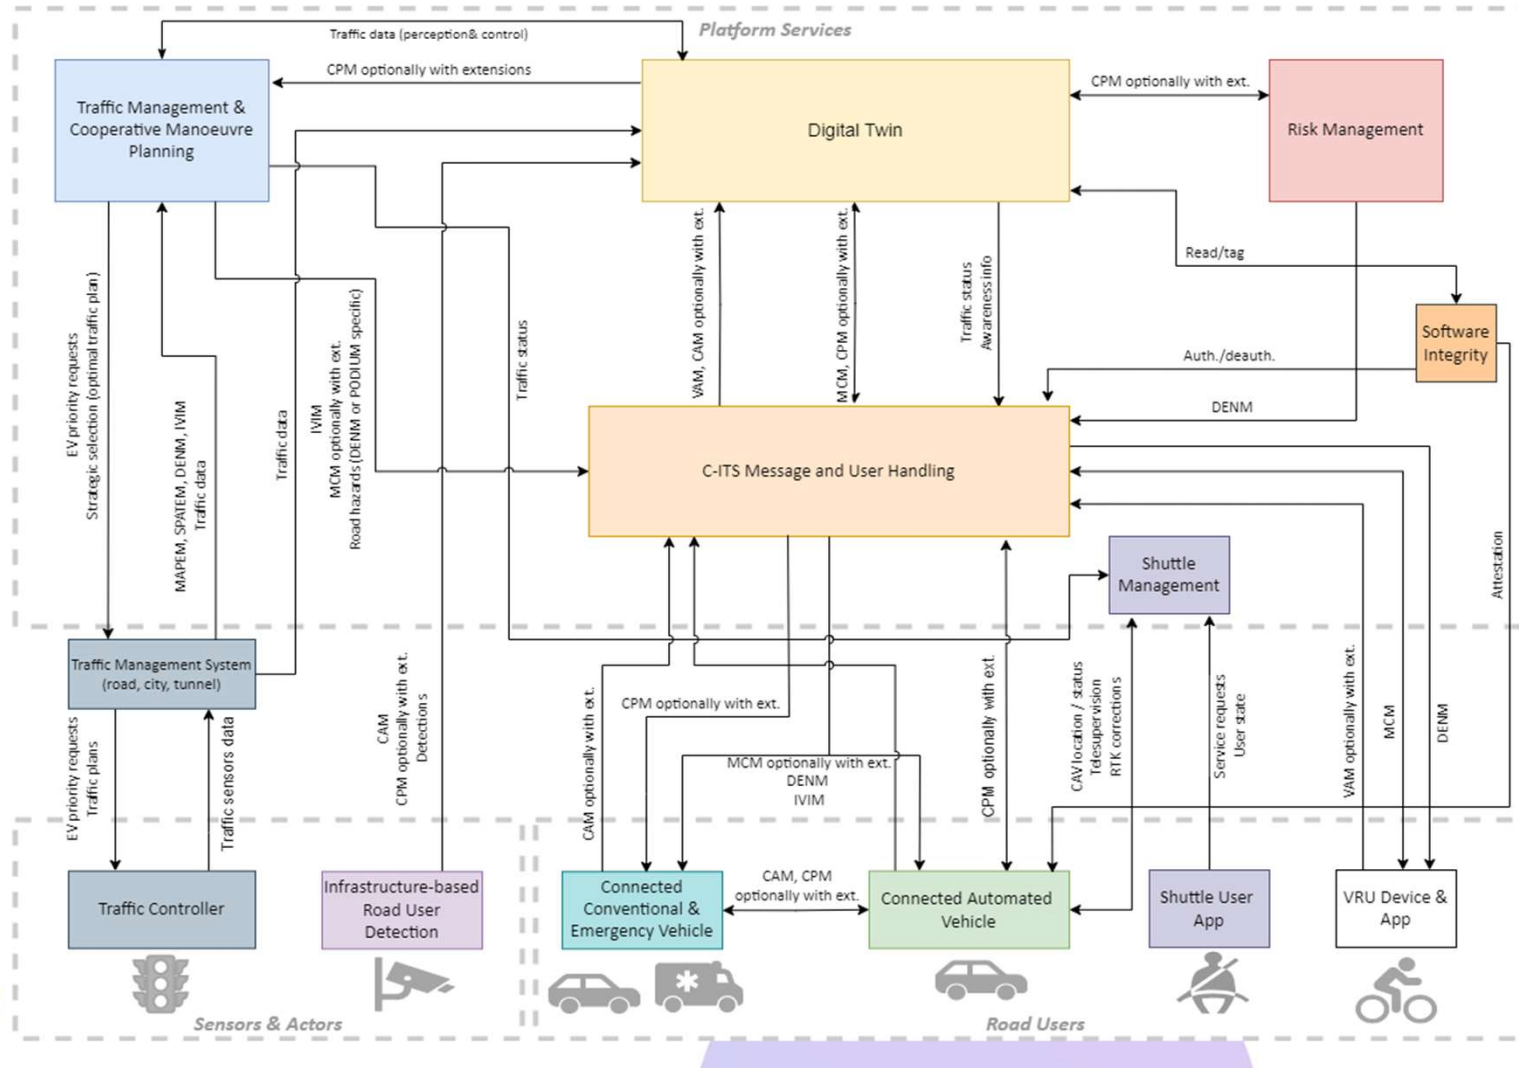 Platform Services
Traffic data (perception& control)
CPM optionally with extensions
CPM optionally with ext.
Traffic Management &
Cooperative Manoeuvre
Planning
Digital Twin
Risk Management
Read/tag
Software
Integrity
Auth./deauth.
DENM
VAM, CAM optionally with ext.
MCM, CPM optionally with ext.
Traffic status
Awareness info
EV priority requests
Strategic selection (optimal traffic plan)
MAPEM, SPATEM, DENM, IVIM
Traffic data
Traffic data
IVIM
MCM optionally with ext.
Road hazards (DENM or PODIUM specific)
Traffic status
C-ITS Message and User Handling
Shuttle
Management
Attestation
Traffic Management System
(road, city, tunnel)
EV priority requests
Traffic plans
Traffic sensors data
CAM
CPM optionally with ext.
Detections
CAM optionally with ext.
CPM optionally with ext.
MCM optionally with ext.
DENM
IVIM
CPM optionally with ext.
CAV location / status
Telesupervision
RTK corrections
Service requests
User state
VAM optionally with ext.
MCM
DENM
Traffic Controller
Infrastructure-based
Road User
Detection
Connected
Conventional &
Emergency Vehicle
CAM, CPM
optionally with ext.
Connected Automated
Vehicle
Shuttle User
App
VRU Device &
App
Sensors & Actors
Road Users